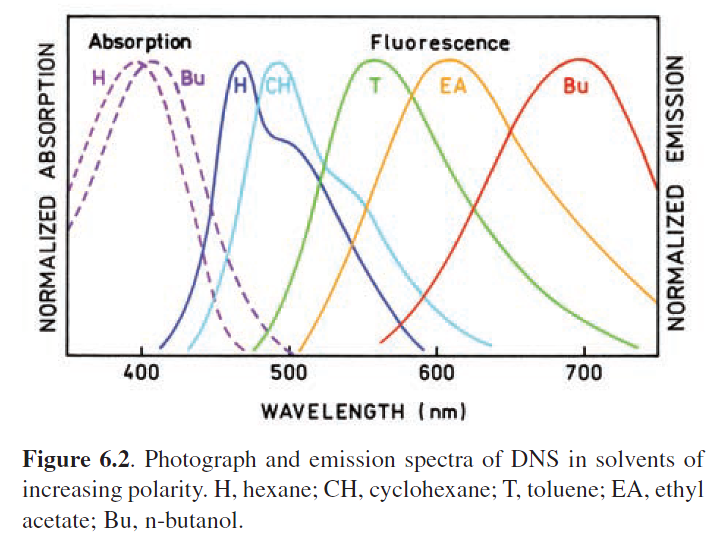 Absorption
Fluorescence
H
Bu
H
CH
T
EA
Bu
NORMALIZED ABSORPTION
NORMALIZED EMISSION
400
500
600
700
WAVELENGTH (nm)
Figure 6.2. Photograph and emission spectra of DNS in solvents of
increasing polarity. H, hexane; CH, cyclohexane; T, toluene; EA, ethyl
acetate; Bu, n-butanol.